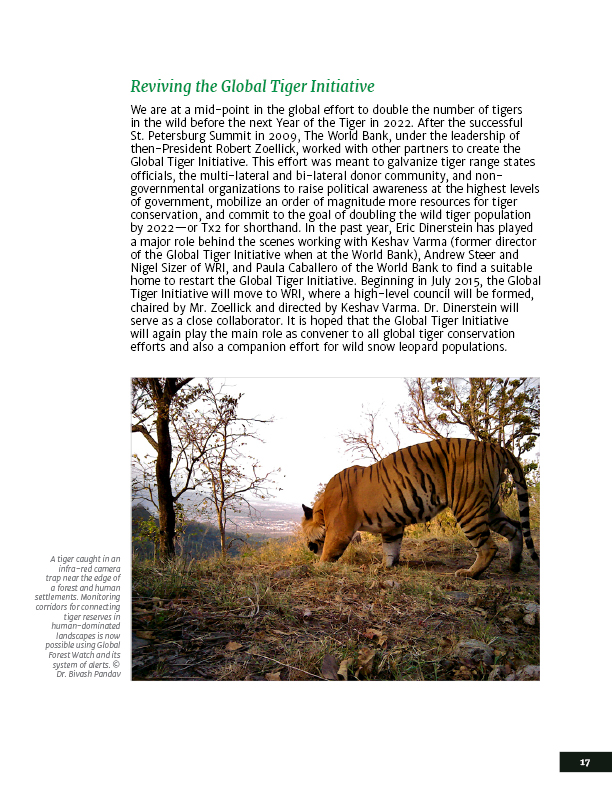 Reviving the Global Tiger Initiative
We are at a mid-point in the global effort to double the number of tigers
in the wild before the next Year of the Tiger in 2022. After the successful
St. Petersburg Summit in 2009, The World Bank, under the leadership of
then-President Robert Zoellick, worked with other partners to create the
Global Tiger Initiative. This effort was meant to galvanize tiger range states
officials, the multi-lateral and bi-lateral donor community, and non-
governmental organizations to raise political awareness at the highest levels
of government, mobilize an order of magnitude more resources for tiger
conservation, and commit to the goal of doubling the wild tiger population
by 2022—or Tx2 for shorthand. In the past year, Eric Dinerstein has played
a major role behind the scenes working with Keshav Varma (former director
of the Global Tiger Initiative when at the World Bank), Andrew Steer and
Nigel Sizer of WRI, and Paula Caballero of the World Bank to find a suitable
home to restart the Global Tiger Initiative. Beginning in July 2015, the Global
Tiger Initiative will move to WRI, where a high-level council will be formed,
chaired by Mr. Zoellick and directed by Keshav Varma. Dr. Dinerstein will
serve as a close collaborator. It is hoped that the Global Tiger Initiative
will again play the main role as convener to all global tiger conservation
efforts and also a companion effort for wild snow leopard populations.
A tiger caught in an
infra-red camera
trap near the edge of
a forest and human
settlements. Monitoring
corridors for connecting
tiger reserves in
human-dominated
landscapes is now
possible using Global
Forest Watch and its
system of alerts. ©
Dr. Bivash Pandav
17